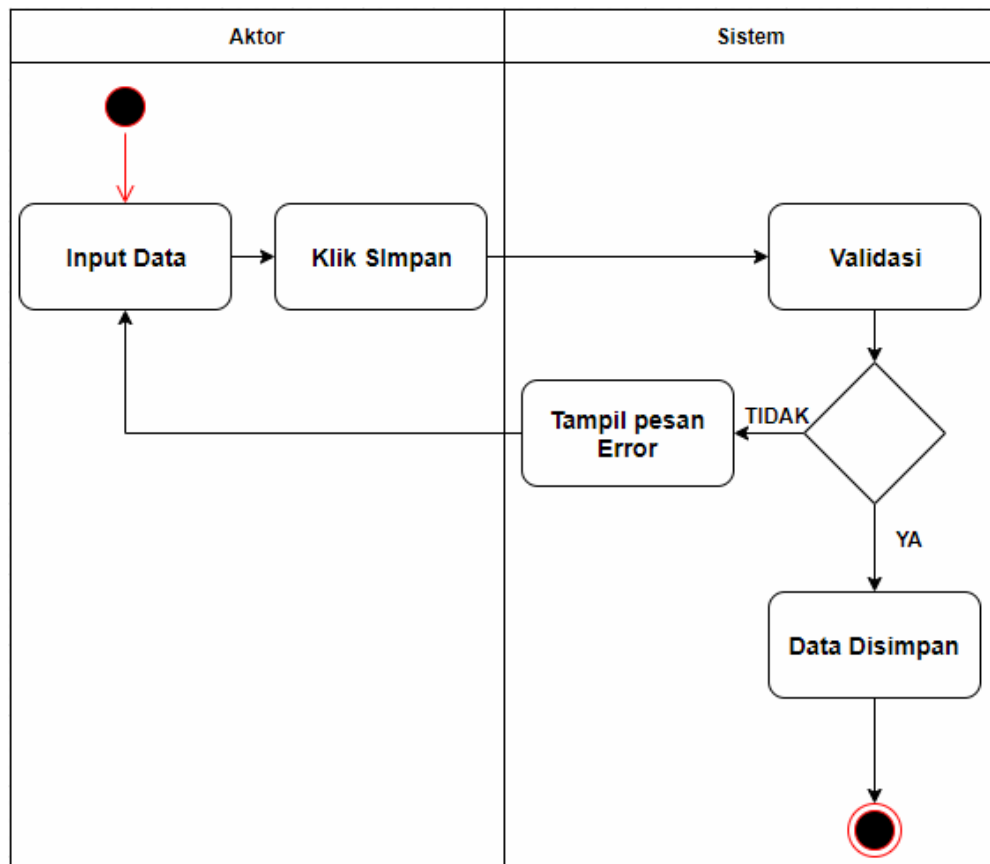 Aktor
Sistem
Input Data
Klik SImpan
Validasi
Tampil pesan
Error
TIDAK
YA
Data Disimpan